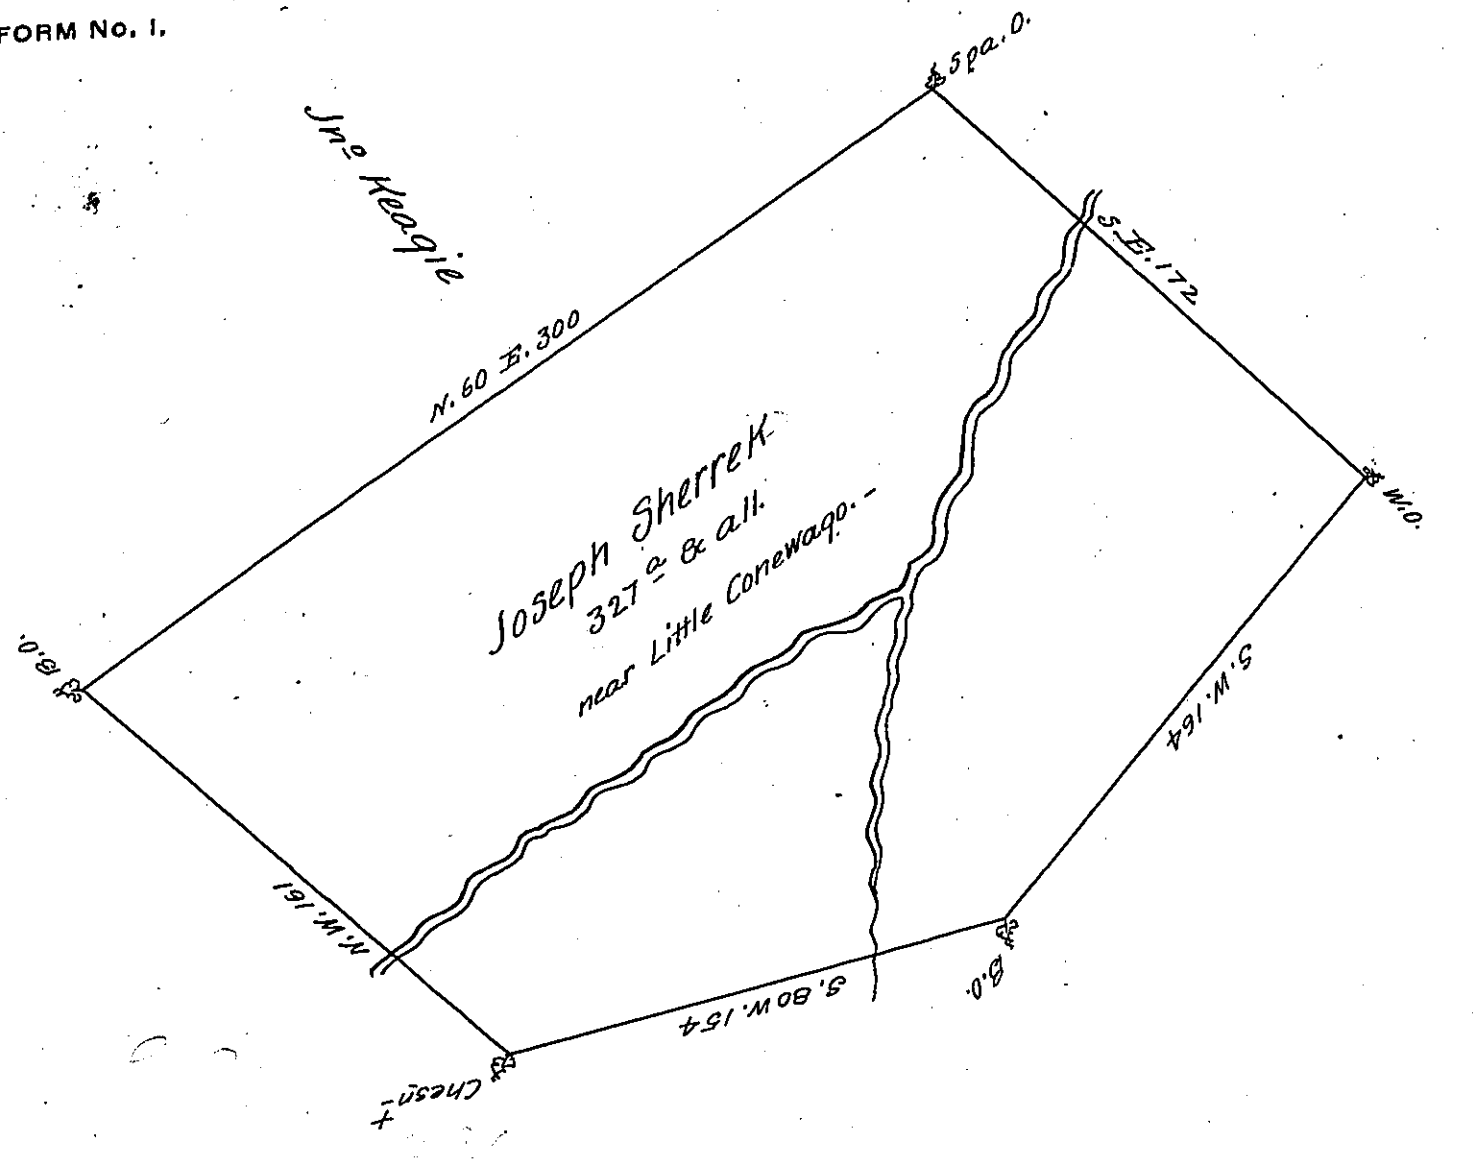 FORM No. 1.
Spa. O.
Jnº Keagie
S. E. 172
N. 60 E. 300
W.O.
Joseph Sherrek
327 a & all.
near Little Conewago. -
B.O.
S. W. 164
N. W. 161
B.O.
S. 80 W. 154
Chesnt